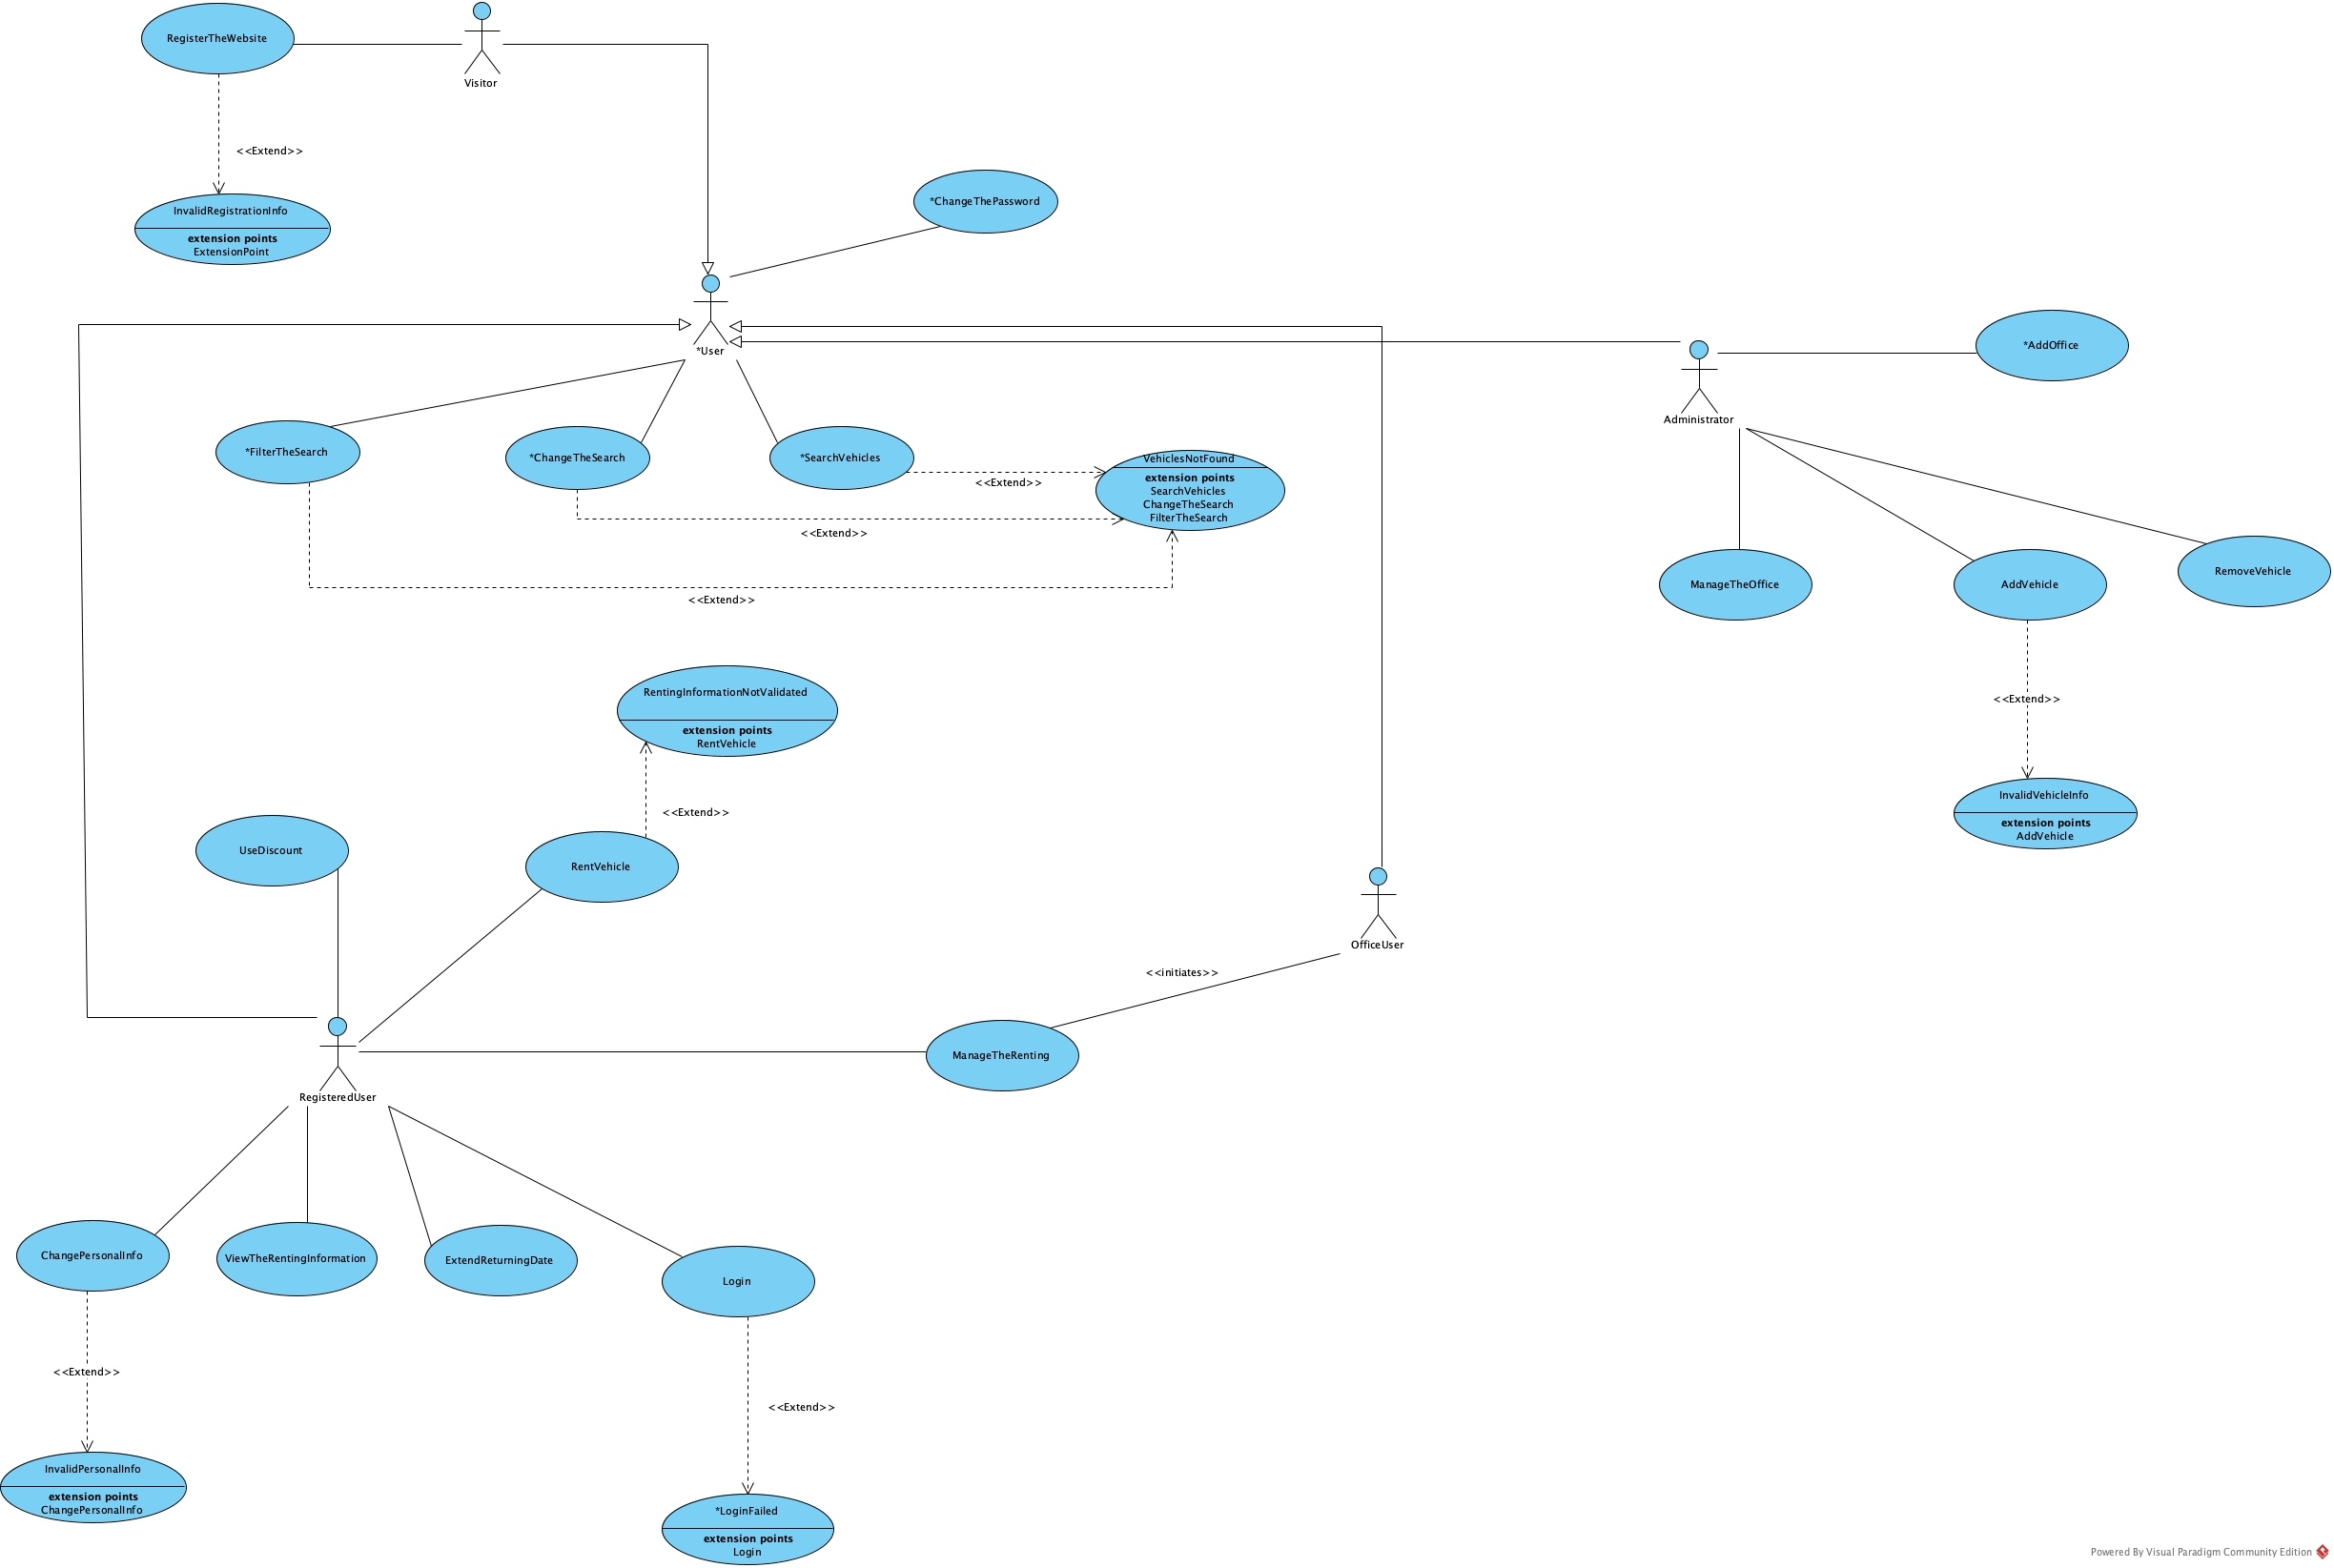 RegisterTheWebsite
Visitor
<<Extend>>
InvalidRegistrationInfo
extension points
ExtensionPoint
*ChangeThePassword
*User
*AddOffice
Administrator
*FilterTheSearch
*ChangeTheSearch
*SearchVehicles
<<Extend>>
VehiclesNotFound
extension points
SearchVehicles
ChangeTheSearch
FilterTheSearch
<<Extend>>
<<Extend>>
ManageTheOffice
AddVehicle
RemoveVehicle
<<Extend>>
InvalidVehicleInfo
extension points
AddVehicle
RentingInformationNotValidated
extension points
RentVehicle
<<Extend>>
UseDiscount
RentVehicle
OfficeUser
<<initiates>>
ManageTheRenting
RegisteredUser
ChangePersonalInfo
ViewTheRentingInformation
ExtendReturningDate
Login
<<Extend>>
<<Extend>>
InvalidPersonalInfo
extension points
ChangePersonalInfo
*LoginFailed
extension points
Login
Powered By Visual Paradigm Community Edition